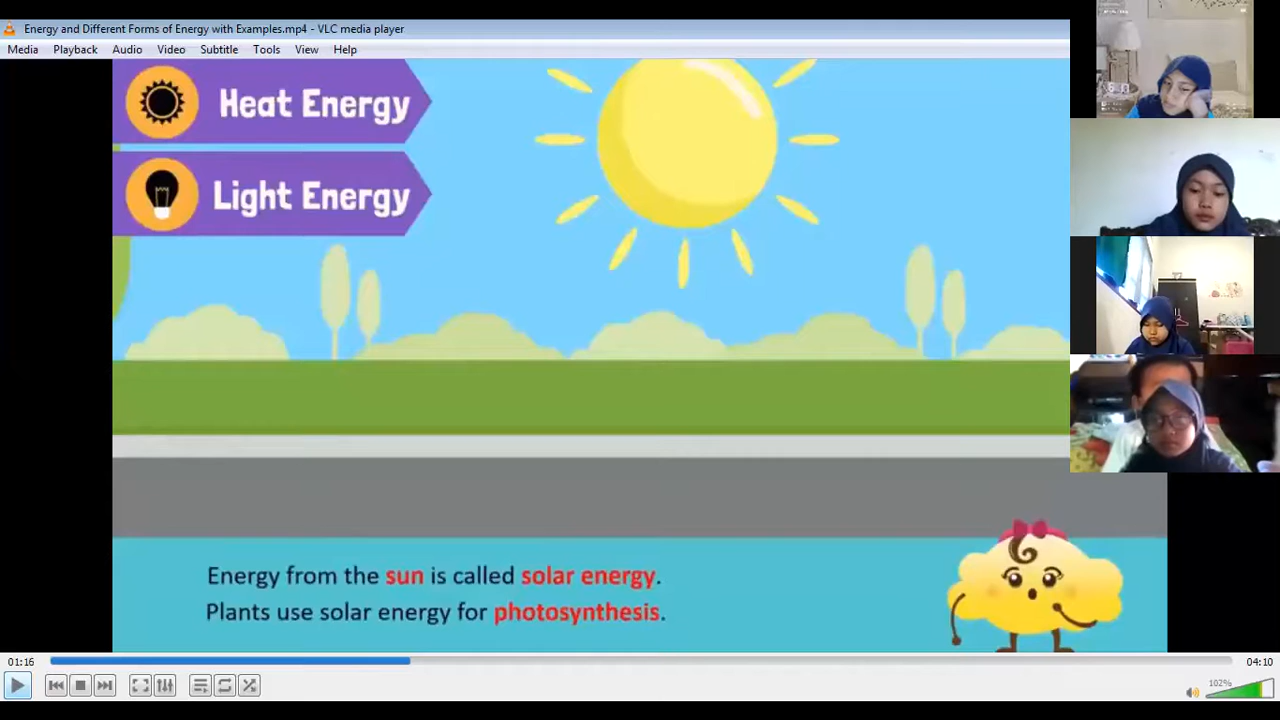 Energy and Different Forms of Energy with Examples.mp4 - VLC media player
Media Playback Audio Video Subtitle Tools View Help
Heat Energy
Light Energy
Energy from the sun is called solar energy.
Plants use solar energy for photosynthesis.
01:16
04:10
102%